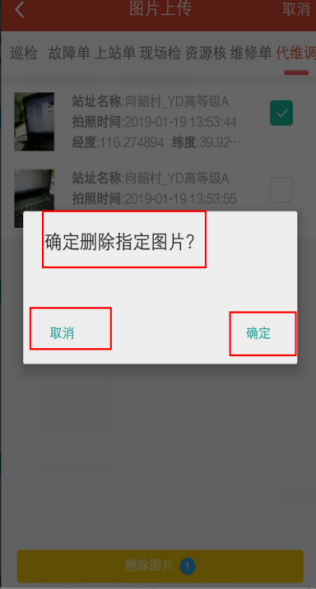 图片上传 取消
巡检 故障单 上站单 现场检 资源核 维修单 代维调
站址名称:向韶村_YD高等级A
拍照时间:2019-01-19 13:53:44
经度:116.274894 纬度:39.92…
站址名称:向韶村_YD高等级A
拍照时间:2019-01-19 13:53:55
确定删除指定图片?
取消 确定
删除图片 1